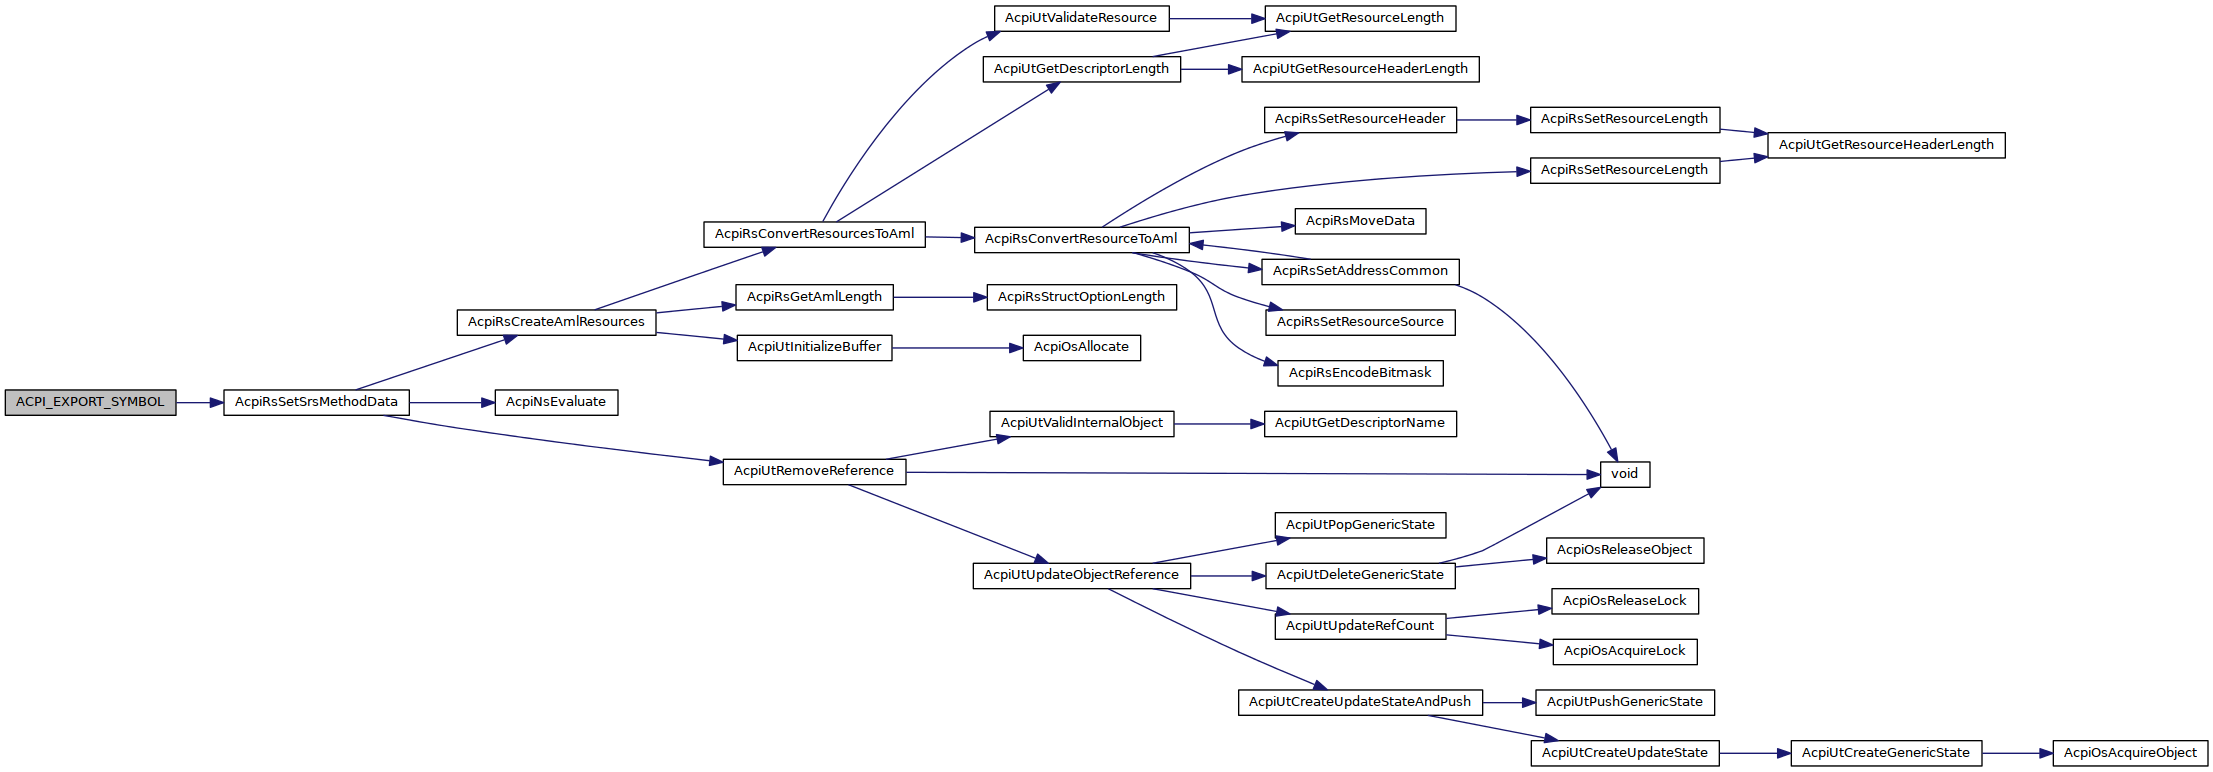 AcpiUtValidateResource
AcpiUtGetResourceLength
AcpiUtGetDescriptorLength
AcpiUtGetResourceHeaderLength
AcpiRsSetResourceHeader
AcpiRsSetResourceLength
AcpiUtGetResourceHeaderLength
AcpiRsSetResourceLength
AcpiRsMoveData
AcpiRsConvertResourcesToAml
AcpiRsConvertResourceToAml
AcpiRsSetAddressCommon
AcpiRsGetAmlLength
AcpiRsStructOptionLength
AcpiRsCreateAmlResources
AcpiRsSetResourceSource
AcpiUtInitializeBuffer
AcpiOsAllocate
AcpiRsEncodeBitmask
ACPI_EXPORT_SYMBOL
AcpiRsSetSrsMethodData
AcpiNsEvaluate
AcpiUtValidInternalObject
AcpiUtGetDescriptorName
AcpiUtRemoveReference
void
AcpiUtPopGenericState
AcpiOsReleaseObject
AcpiUtUpdateObjectReference
AcpiUtDeleteGenericState
AcpiOsReleaseLock
AcpiUtUpdateRefCount
AcpiOsAcquireLock
AcpiUtCreateUpdateStateAndPush
AcpiUtPushGenericState
AcpiUtCreateUpdateState
AcpiUtCreateGenericState
AcpiOsAcquireObject